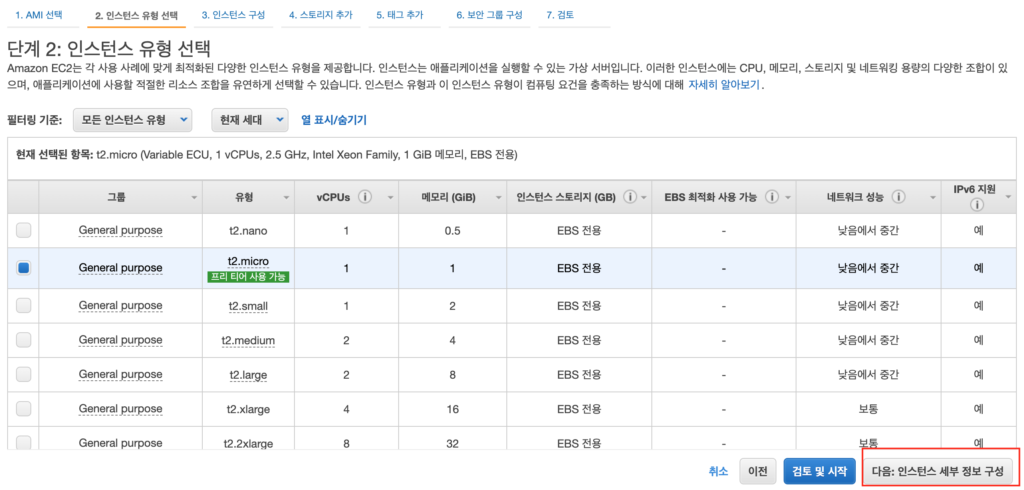 1. AMI 선택 2. 인스턴스 유형 선택 3. 인스턴스 구성 4. 스토리지 추가 5. 태그 추가 6. 보안 그룹 구성 7. 검토
단계 2: 인스턴스 유형 선택
Amazon EC2는 각 사용 사례에 맞게 최적화된 다양한 인스턴스 유형을 제공합니다. 인스턴스는 애플리케이션을 실행할 수 있는 가상 서버입니다. 이러한 인스턴스에는 CPU, 메모리, 스토리지 및 네트워킹 용량의 다양한 조합이 있
으며, 애플리케이션에 사용할 적절한 리소스 조합을 유연하게 선택할 수 있습니다. 인스턴스 유형과 이 인스턴스 유형이 컴퓨팅 요건을 충족하는 방식에 대해 자세히 알아보기.
필터링 기준: 모든 인스턴스 유형 현재 세대 열 표시/숨기기
현재 선택된 항목: t2.micro (Variable ECU, 1 vCPUs, 2.5 GHz, Intel Xeon Family, 1 GiB 메모리, EBS 전용)
그룹 유형 vCPUs 메모리 (GiB) 인스턴스 스토리지 (GB) EBS 최적화 사용 가능 네트워크 성능 IPv6 지원
General purpose t2.nano 1 0.5 EBS 전용 - 낮음에서 중간 예
General purpose t2.micro 1 1 EBS 전용 - 낮음에서 중간 예
프리 티어 사용 가능
General purpose t2.small 1 2 EBS 전용 - 낮음에서 중간 예
General purpose t2.medium 2 4 EBS 전용 - 낮음에서 중간 예
General purpose t2.large 2 8 EBS 전용 - 낮음에서 중간 예
General purpose t2.xlarge 4 16 EBS 전용 - 보통 예
General purpose t2.2xlarge 8 32 EBS 전용 - 보통 예
취소 이전 검토 및 시작 다음: 인스턴스 세부 정보 구성